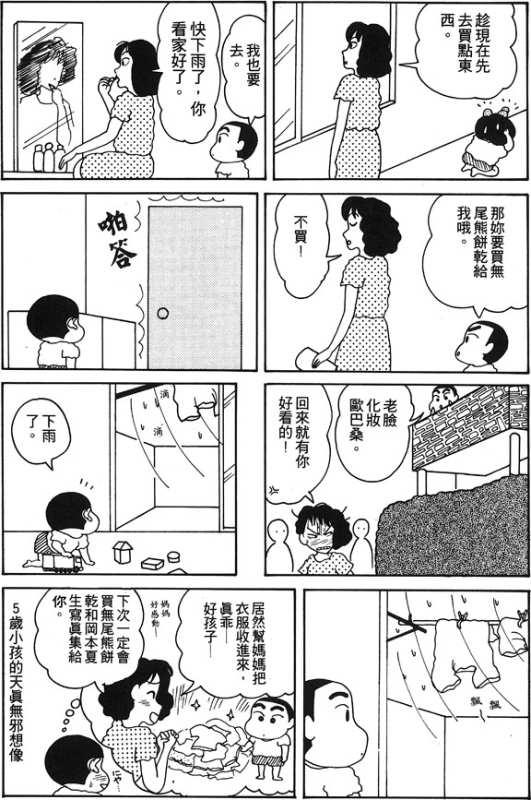 趁現在先
去買點東
西。
我也要
去。
快下雨了，你
看家好了。
那妳要買無
尾熊餅乾給
我哦。
不買！
啪答
老臉
化妝
歐巴桑。
回來就有你
好看的！
滴
滴
下雨
了。
飄
飄
居然幫媽媽把
衣服收進來，
眞乖—
好孩子—
媽媽
好感動—
下次一定會
買無尾熊餅
乾和岡本夏
生寫眞集給
你。
5歲小孩的天眞無邪想像